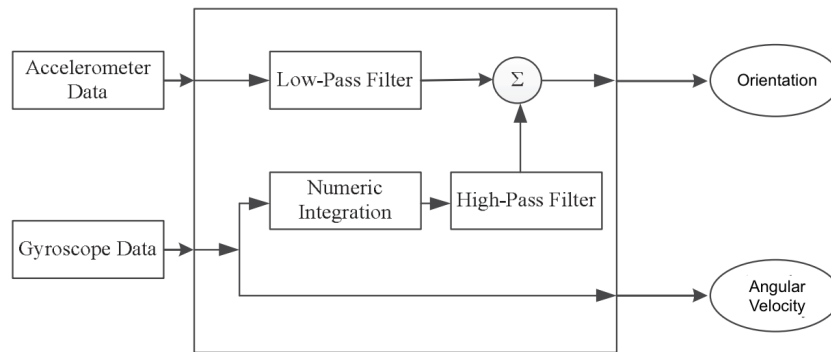 Accelerometer
Data
Low-Pass Filter
Σ
Orientation
Numeric
Integration
High-Pass Filter
Gyroscope Data
Angular
Velocity